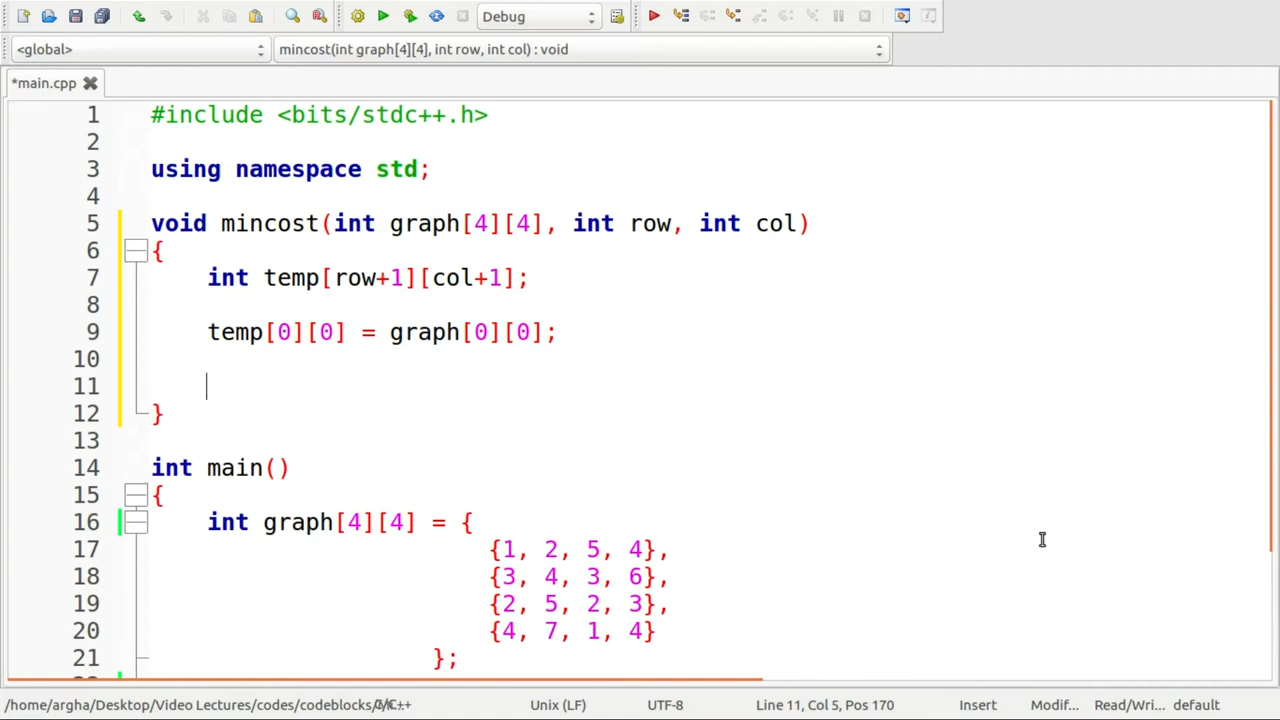 Debug
<global> mincost(int graph[4][4], int row, int col) : void
*main.cpp
1 #include <bits/stdc++.h>
2
3 using namespace std;
4
5 void mincost(int graph[4][4], int row, int col)
6 {
7 int temp[row+1][col+1];
8
9 temp[0][0] = graph[0][0];
10
11
12 }
13
14 int main()
15 {
16 int graph[4][4] = {
17 {1, 2, 5, 4},
18 {3, 4, 3, 6},
19 {2, 5, 2, 3},
20 {4, 7, 1, 4}
21 };
/home/argha/Desktop/Video Lectures/codes/codeblocks/ C/C++ Unix (LF) UTF-8 Line 11, Col 5, Pos 170 Insert Modif... Read/Wri... default